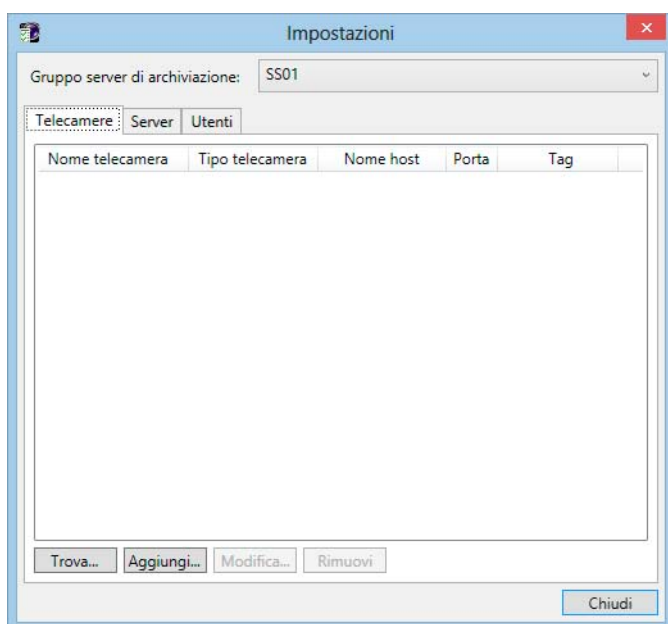 Impostazioni
Gruppo server di archiviazione: SS01
Telecamere Server Utenti
Nome telecamera Tipo telecamera Nome host Porta Tag
Trova... Aggiungi... Modifica... Rimuovi
Chiudi